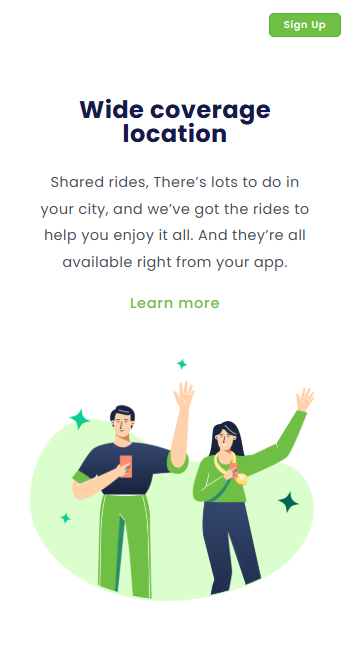 Sign Up
Wide coverage
location
Shared rides, There’s lots to do in
your city, and we’ve got the rides to
help you enjoy it all. And they’re all
available right from your app.
Learn more